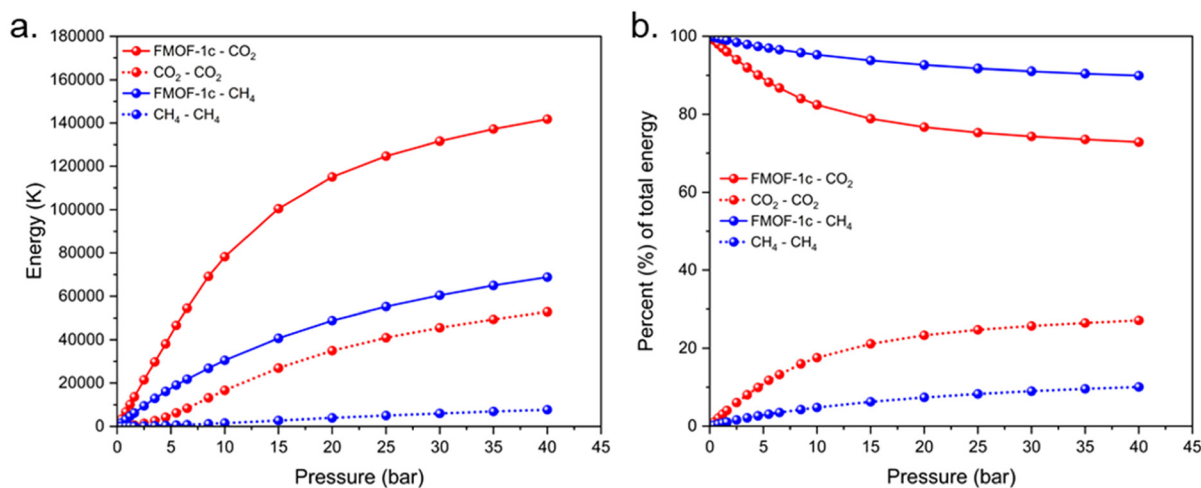 a.
180000
160000
140000
120000
100000
80000
60000
40000
20000
0
Energy (K)
FMOF-1c - CO₂
CO₂ - CO₂
FMOF-1c - CH₄
CH₄ - CH₄
0 5 10 15 20 25 30 35 40 45
Pressure (bar)
b.
100
80
60
40
20
0
Percent (%) of total energy
FMOF-1c - CO₂
CO₂ - CO₂
FMOF-1c - CH₄
CH₄ - CH₄
0 5 10 15 20 25 30 35 40 45
Pressure (bar)